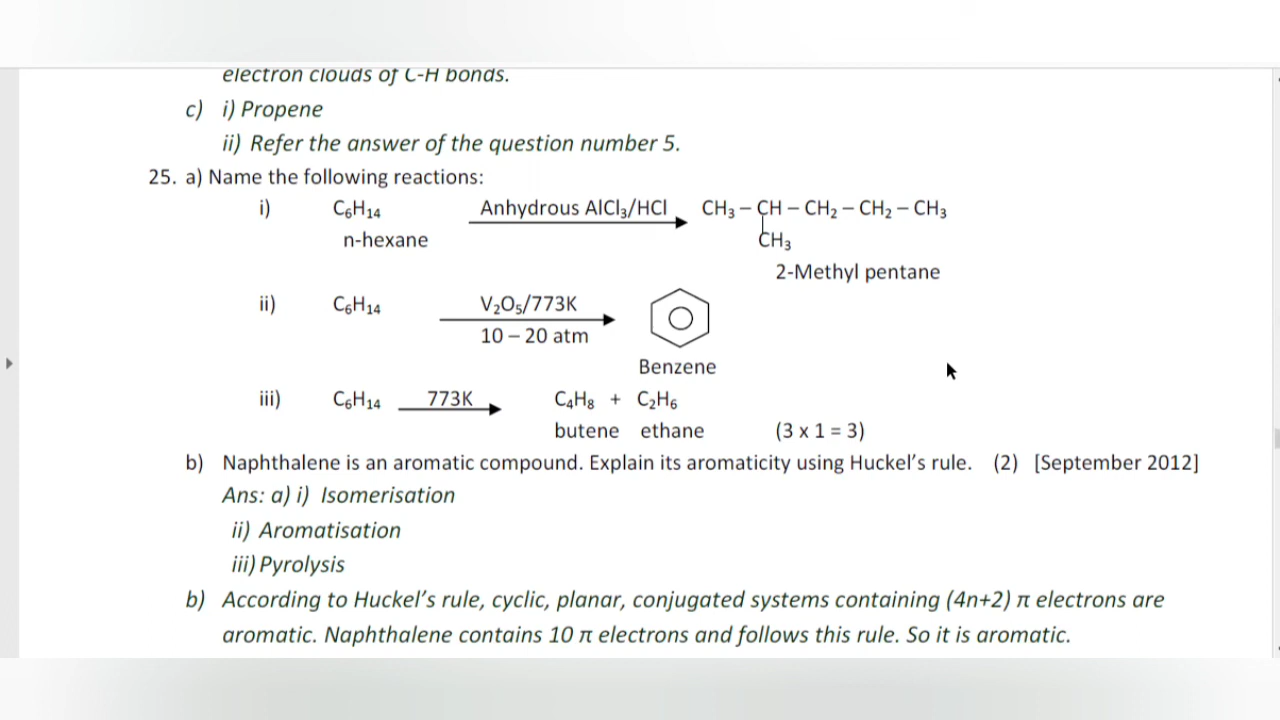 electron clouds of C-H bonds.
c) i) Propene
ii) Refer the answer of the question number 5.
25. a) Name the following reactions:
i) C₆H₁₄ Anhydrous AlCl₃/HCl CH₃ – CH – CH₂ – CH₂ – CH₃
n-hexane CH₃
2-Methyl pentane
ii) C₆H₁₄ V₂O₅/773K
10 – 20 atm
Benzene
iii) C₆H₁₄ 773K C₄H₈ + C₂H₆
butene ethane (3 x 1 = 3)
b) Naphthalene is an aromatic compound. Explain its aromaticity using Huckel’s rule. (2) [September 2012]
Ans: a) i) Isomerisation
ii) Aromatisation
iii) Pyrolysis
b) According to Huckel’s rule, cyclic, planar, conjugated systems containing (4n+2) π electrons are
aromatic. Naphthalene contains 10 π electrons and follows this rule. So it is aromatic.